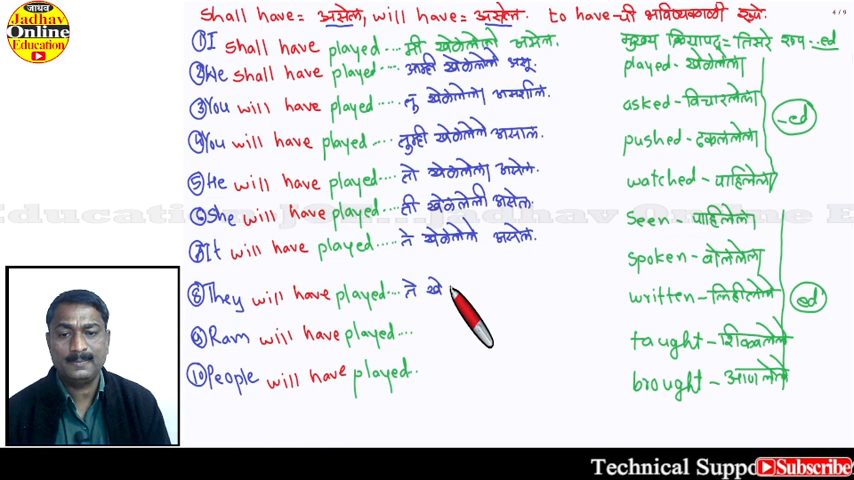 जाधव
Jadhav
Online
Education
shall have = असेल, will have = असेल. to have-ची भविष्यकाळी रूपे.
4 / 9
① I shall have played .... मी खेळलेलो असेल.
② We shall have played .... आम्ही खेळलेलो असू.
③ You will have played .... तू खेळलेला असशील.
④ You will have played .... तुम्ही खेळलेले असाल.
⑤ He will have played .... तो खेळलेला असेल.
⑥ She will have played .... ती खेळलेली असेल.
⑦ It will have played .... ते खेळलेले असेल.
⑧ They will have played .... ते खे
⑨ Ram will have played ....
⑩ People will have played.
मुख्य क्रियापद = तिसरे रूप - ed
played - खेळलेला
asked - विचारलेला
pushed - ढकललेला
watched - पाहिलेला
-ed
seen - पाहिलेला
spoken - बोललेला
written - लिहीलेले
taught - शिकवलेले
brought - आणलेले
ed
Jadhav Online E
Technical Suppo
Subscribe